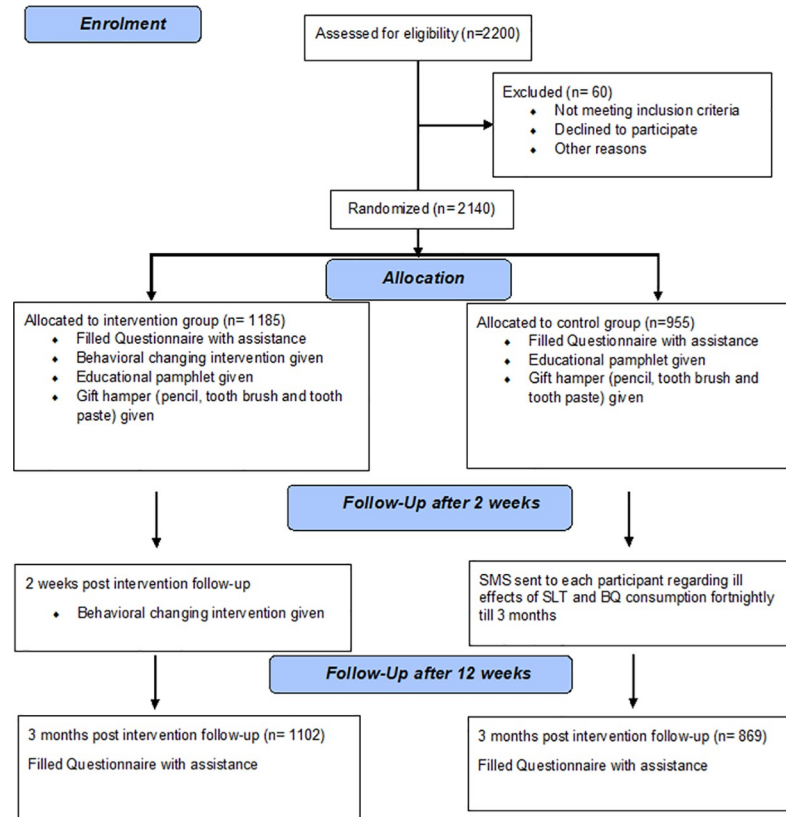 Enrolment
Assessed for eligibility (n=2200)
Excluded (n= 60)
Not meeting inclusion criteria
Declined to participate
Other reasons
Randomized (n= 2140)
Allocation
Allocated to intervention group (n= 1185)
Filled Questionnaire with assistance
Behavioral changing intervention given
Educational pamphlet given
Gift hamper (pencil, tooth brush and tooth
paste) given
Allocated to control group (n=955)
Filled Questionnaire with assistance
Educational pamphlet given
Gift hamper (pencil, tooth brush and
tooth paste) given
Follow-Up after 2 weeks
2 weeks post intervention follow-up
Behavioral changing intervention given
SMS sent to each participant regarding ill
effects of SLT and BQ consumption fortnightly
till 3 months
Follow-Up after 12 weeks
3 months post intervention follow-up (n= 1102)
Filled Questionnaire with assistance
3 months post intervention follow-up (n= 869)
Filled Questionnaire with assistance